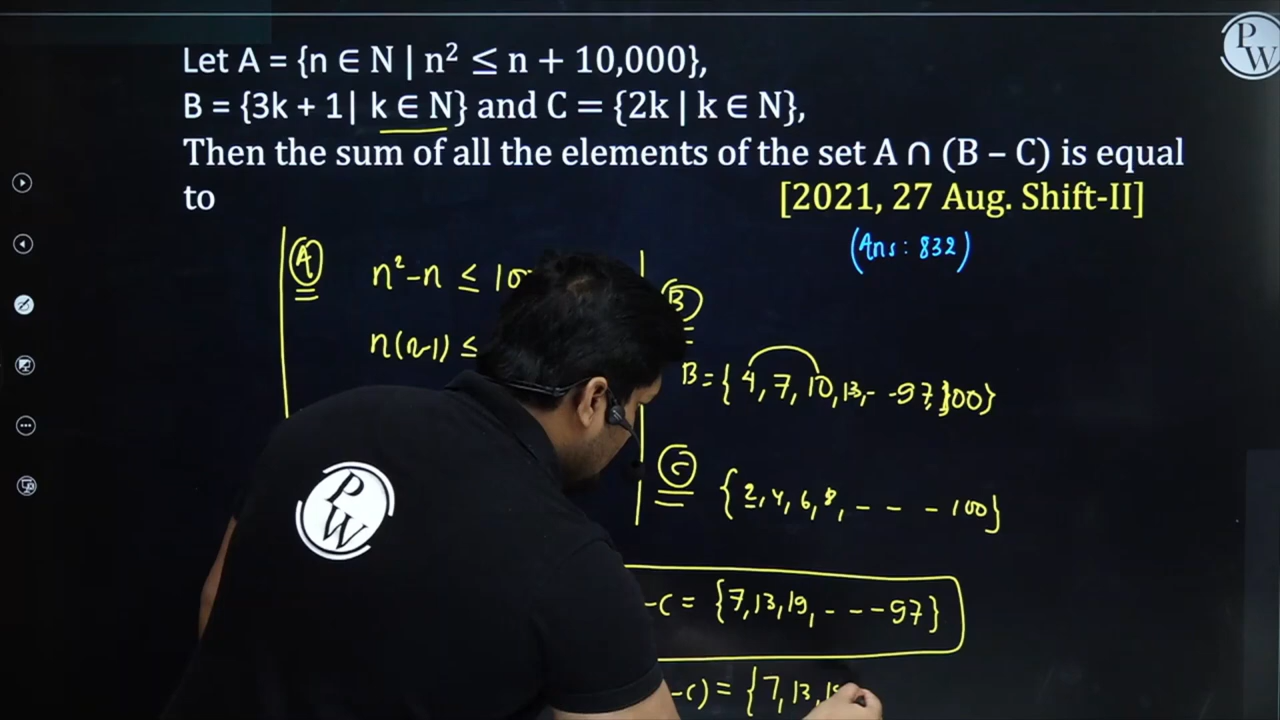 Let A = {n ∈ N | n² ≤ n + 10,000},
B = {3k + 1| k ∈ N} and C = {2k | k ∈ N},
Then the sum of all the elements of the set A ∩ (B – C) is equal
to [2021, 27 Aug. Shift-II]
(Ans: 832)
A
n² – n ≤ 10
n(n-1) ≤
B
B = { 4, 7, 10, 13, - -97, 100}
C
{2, 4, 6, 8, - - - 100}
-C = {7, 13, 19, - - - 97}
-C) = { 7, 13,
PW
PW